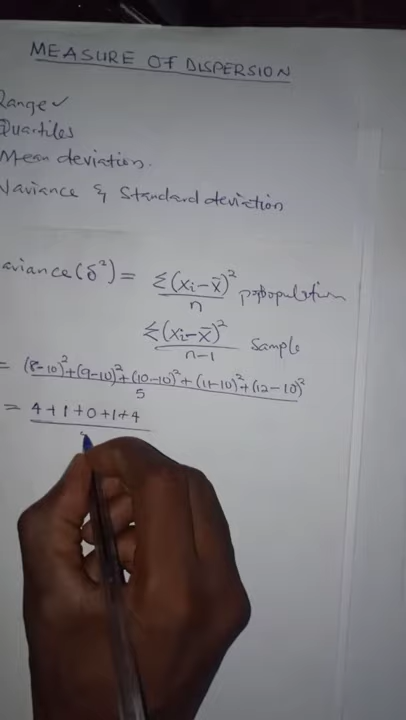 MEASURE OF DISPERSION
Range ✓
Quartiles
Mean deviation.
Variance & Standard deviation
ariance (δ²) = Σ(xi-x̄)² / n popopulation
Σ(xi-x̄)² / n-1 Sample
= (8-10)²+(9-10)²+(10-10)²+(11-10)²+(12-10)² / 5
= 4+1+0+1+4